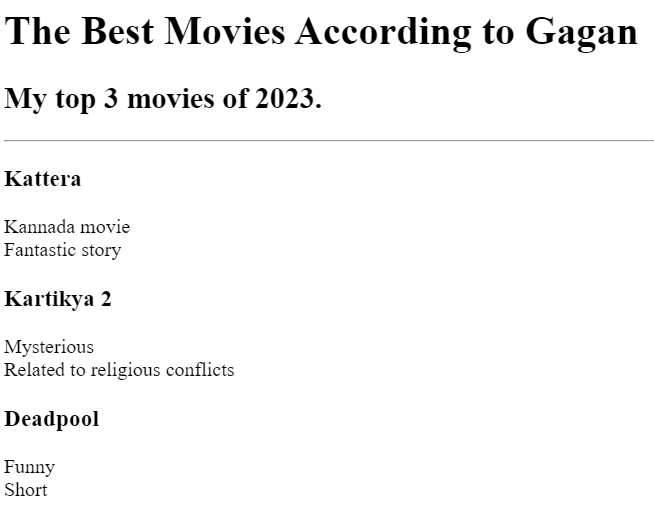 The Best Movies According to Gagan
My top 3 movies of 2023.
Kattera
Kannada movie
Fantastic story
Kartikya 2
Mysterious
Related to religious conflicts
Deadpool
Funny
Short